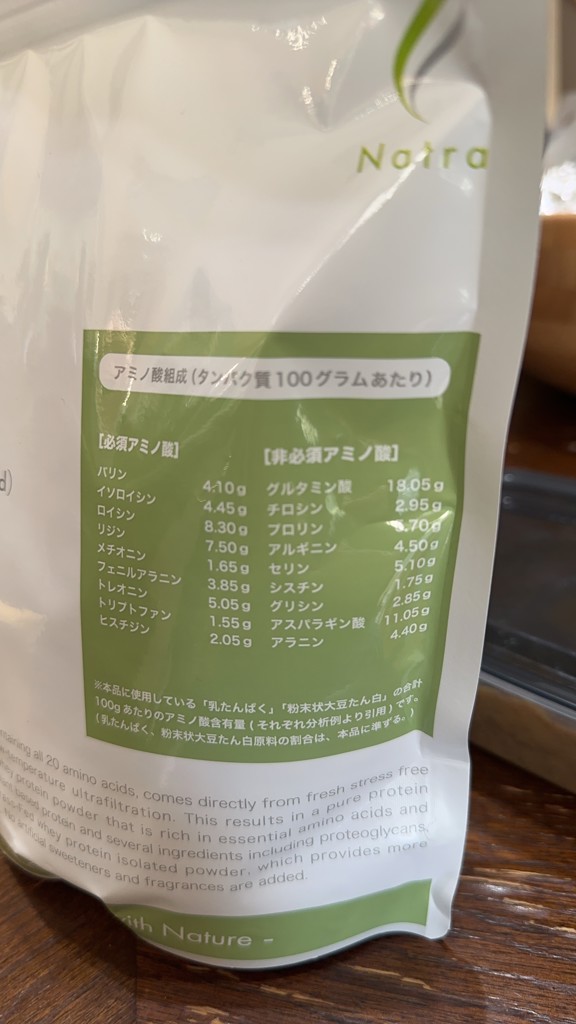 Natra
アミノ酸組成(タンパク質100グラムあたり)
[必須アミノ酸]
バリン 4.10g
イソロイシン 4.45g
ロイシン 8.30g
リジン 7.50g
メチオニン 1.65g
フェニルアラニン 3.85g
トレオニン 5.05g
トリプトファン 1.55g
ヒスチジン 2.05g
[非必須アミノ酸]
グルタミン酸 18.05g
チロシン 2.95g
プロリン .70g
アルギニン 4.50g
セリン 5.10g
シスチン 1.75g
グリシン 2.85g
アスパラギン酸 11.05g
アラニン 4.40g
※本品に使用している「乳たんぱく」「粉末状大豆たん白」の合計
100gあたりのアミノ酸含有量(それぞれ分析例より引用)です。
(乳たんぱく、粉末状大豆たん白原料の割合は、本品に準ずる。)
d)
all 20 amino acids, comes directly from fresh stress free
temperature ultrafiltration. This results in a pure protein
protein powder that is rich in essential amino acids and
based protein and several ingredients including proteoglycans,
whey protein isolated powder, which provides more
artificial sweeteners and fragrances are added.
with Nature -